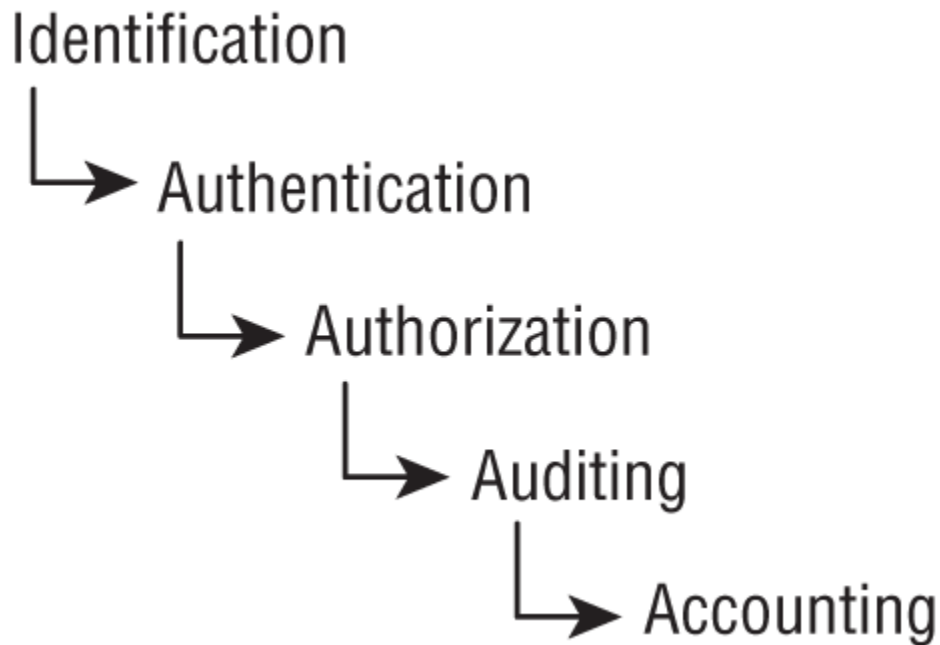 Identification
Authentication
Authorization
Auditing
Accounting